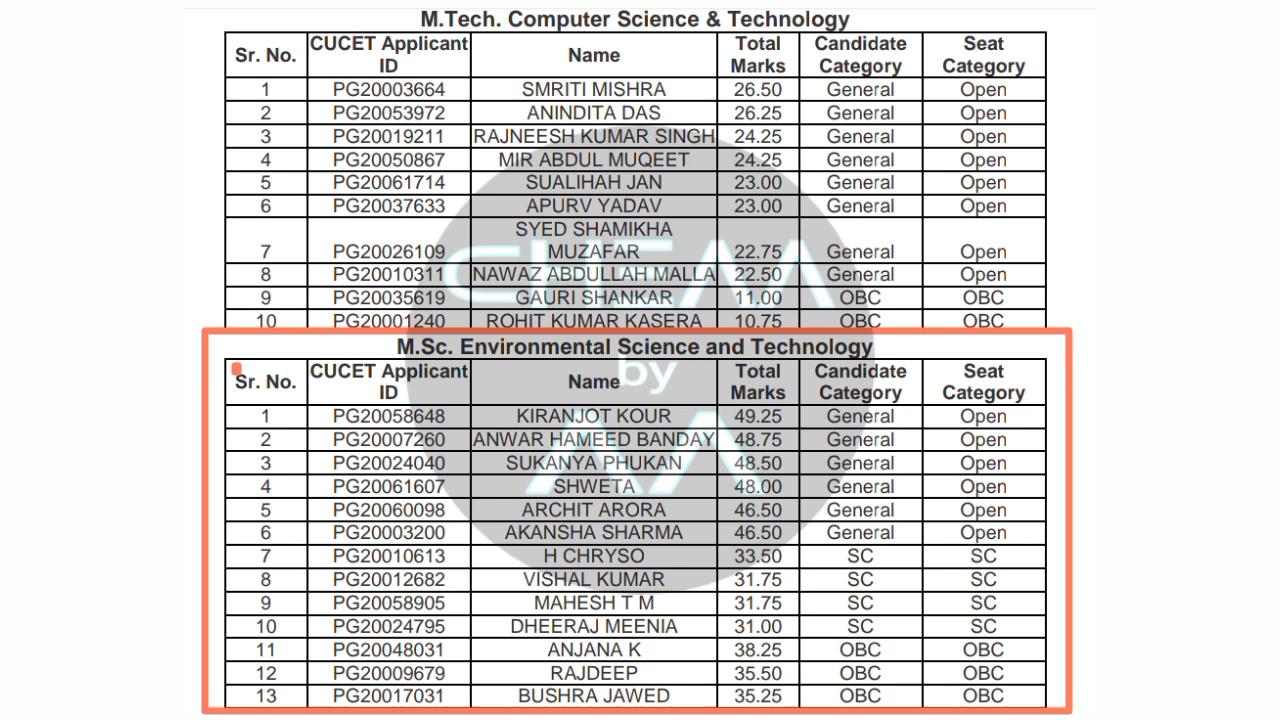 M.Tech. Computer Science & Technology
Sr. No. CUCET Applicant ID Name Total Marks Candidate Category Seat Category
1 PG20003664 SMRITI MISHRA 26.50 General Open
2 PG20053972 ANINDITA DAS 26.25 General Open
3 PG20019211 RAJNEESH KUMAR SINGH 24.25 General Open
4 PG20050867 MIR ABDUL MUQEET 24.25 General Open
5 PG20061714 SUALIHAH JAN 23.00 General Open
6 PG20037633 APURV YADAV 23.00 General Open
7 PG20026109 SYED SHAMIKHA MUZAFAR 22.75 General Open
8 PG20010311 NAWAZ ABDULLAH MALLA 22.50 General Open
9 PG20035619 GAURI SHANKAR 11.00 OBC OBC
10 PG20001240 ROHIT KUMAR KASERA 10.75 OBC OBC
M.Sc. Environmental Science and Technology
Sr. No. CUCET Applicant ID Name Total Marks Candidate Category Seat Category
1 PG20058648 KIRANJOT KOUR 49.25 General Open
2 PG20007260 ANWAR HAMEED BANDAY 48.75 General Open
3 PG20024040 SUKANYA PHUKAN 48.50 General Open
4 PG20061607 SHWETA 48.00 General Open
5 PG20060098 ARCHIT ARORA 46.50 General Open
6 PG20003200 AKANSHA SHARMA 46.50 General Open
7 PG20010613 H CHRYSO 33.50 SC SC
8 PG20012682 VISHAL KUMAR 31.75 SC SC
9 PG20058905 MAHESH T M 31.75 SC SC
10 PG20024795 DHEERAJ MEENIA 31.00 SC SC
11 PG20048031 ANJANA K 38.25 OBC OBC
12 PG20009679 RAJDEEP 35.50 OBC OBC
13 PG20017031 BUSHRA JAWED 35.25 OBC OBC
by